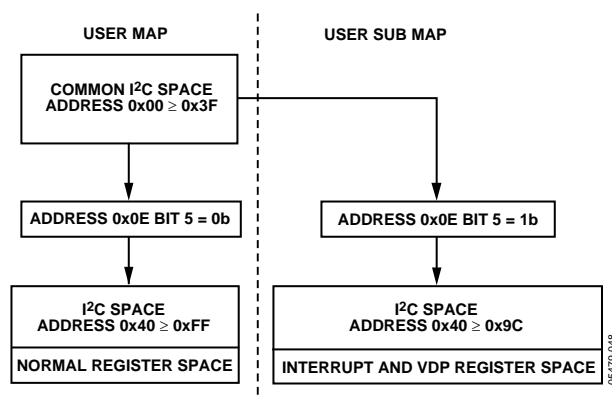 USER MAP
USER SUB MAP
COMMON I²C SPACE
ADDRESS 0x00 ≥ 0x3F
ADDRESS 0x0E BIT 5 = 0b
ADDRESS 0x0E BIT 5 = 1b
I²C SPACE
ADDRESS 0x40 ≥ 0xFF
NORMAL REGISTER SPACE
I²C SPACE
ADDRESS 0x40 ≥ 0x9C
INTERRUPT AND VDP REGISTER SPACE
05479-048